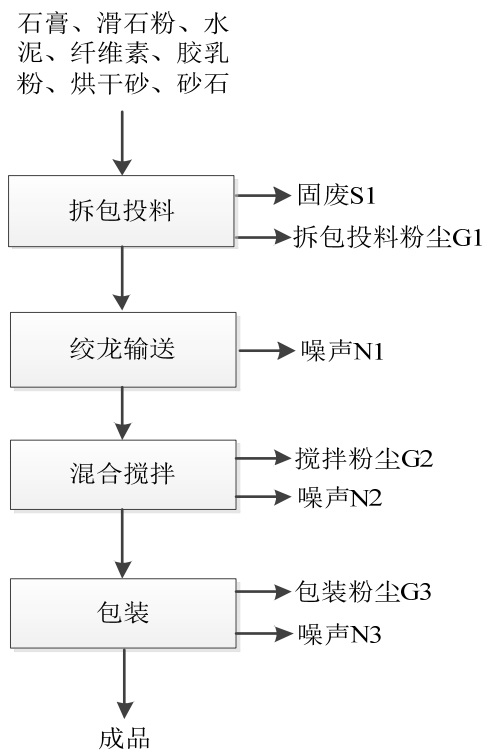 石膏、滑石粉、水
泥、纤维素、胶乳
粉、烘干砂、砂石
拆包投料
固废S1
拆包投料粉尘G1
绞龙输送
噪声N1
混合搅拌
搅拌粉尘G2
噪声N2
包装
包装粉尘G3
噪声N3
成品